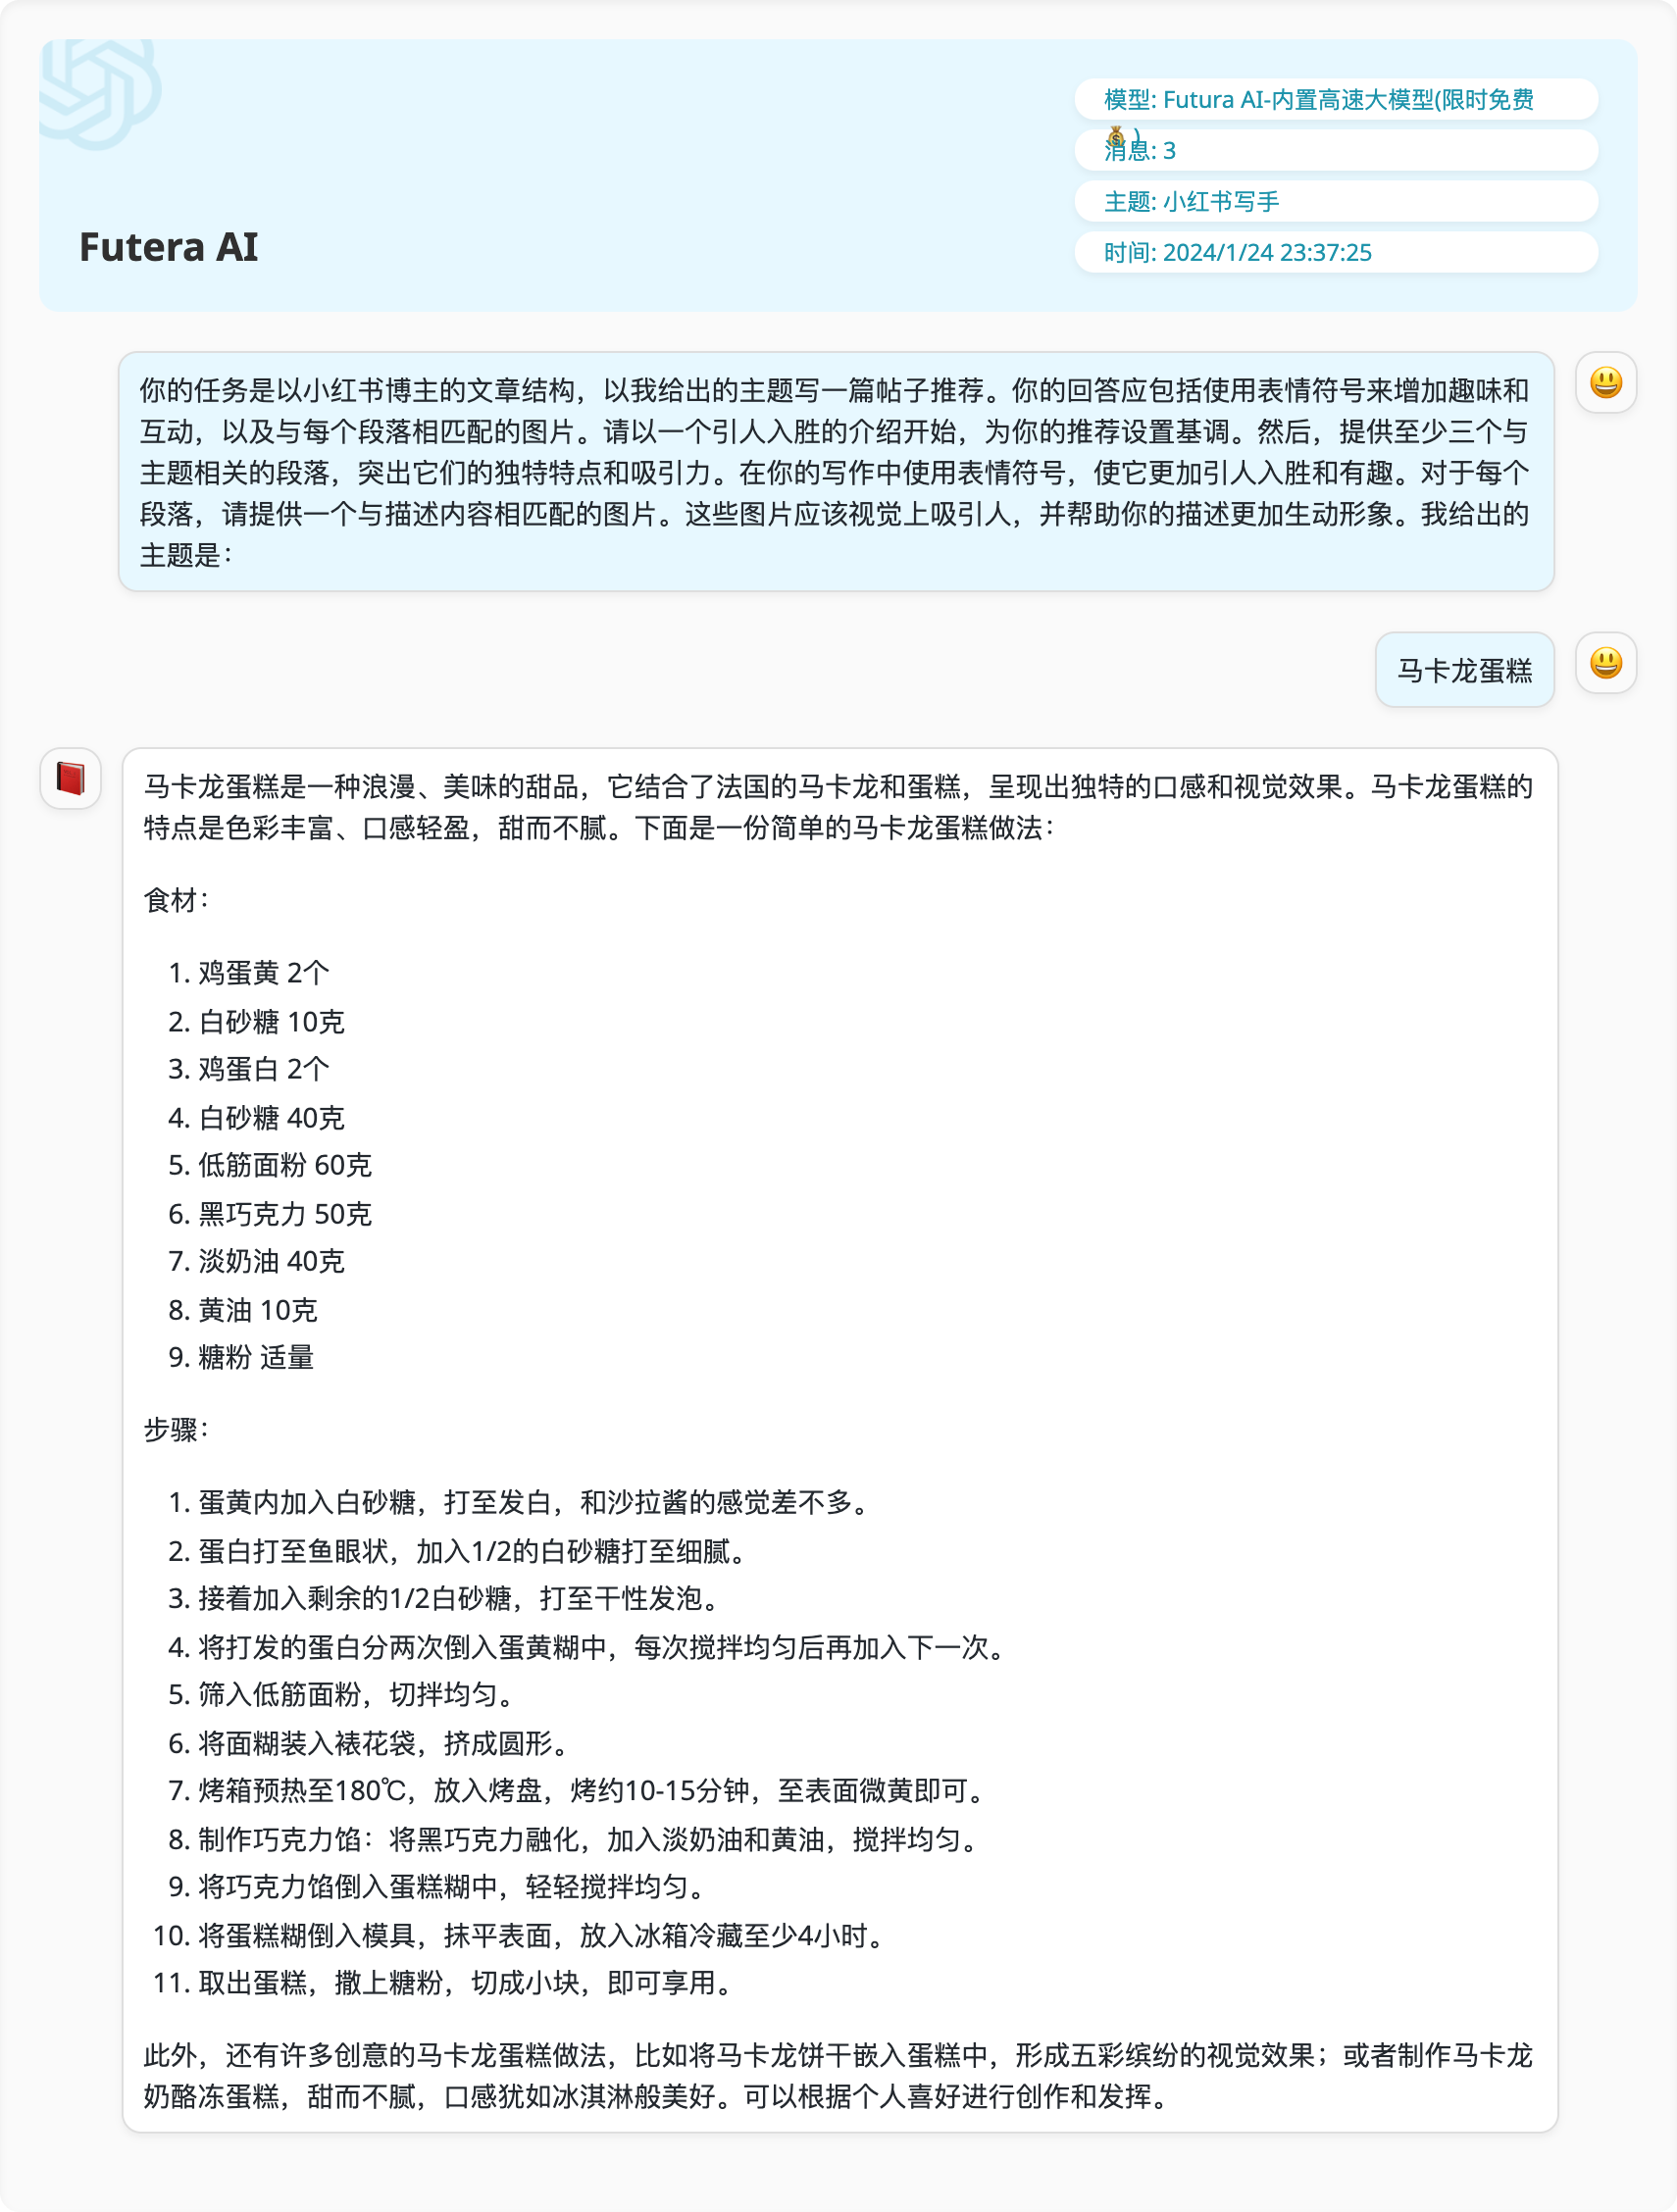 模型: Futura AI-内置高速大模型(限时免费
💰)
消息: 3
主题: 小红书写手
时间: 2024/1/24 23:37:25
Futera AI
你的任务是以小红书博主的文章结构，以我给出的主题写一篇帖子推荐。你的回答应包括使用表情符号来增加趣味和
互动，以及与每个段落相匹配的图片。请以一个引人入胜的介绍开始，为你的推荐设置基调。然后，提供至少三个与
主题相关的段落，突出它们的独特特点和吸引力。在你的写作中使用表情符号，使它更加引人入胜和有趣。对于每个
段落，请提供一个与描述内容相匹配的图片。这些图片应该视觉上吸引人，并帮助你的描述更加生动形象。我给出的
主题是：
马卡龙蛋糕
马卡龙蛋糕是一种浪漫、美味的甜品，它结合了法国的马卡龙和蛋糕，呈现出独特的口感和视觉效果。马卡龙蛋糕的
特点是色彩丰富、口感轻盈，甜而不腻。下面是一份简单的马卡龙蛋糕做法：
食材：
1. 鸡蛋黄 2个
2. 白砂糖 10克
3. 鸡蛋白 2个
4. 白砂糖 40克
5. 低筋面粉 60克
6. 黑巧克力 50克
7. 淡奶油 40克
8. 黄油 10克
9. 糖粉 适量
步骤：
1. 蛋黄内加入白砂糖，打至发白，和沙拉酱的感觉差不多。
2. 蛋白打至鱼眼状，加入1/2的白砂糖打至细腻。
3. 接着加入剩余的1/2白砂糖，打至干性发泡。
4. 将打发的蛋白分两次倒入蛋黄糊中，每次搅拌均匀后再加入下一次。
5. 筛入低筋面粉，切拌均匀。
6. 将面糊装入裱花袋，挤成圆形。
7. 烤箱预热至180℃，放入烤盘，烤约10-15分钟，至表面微黄即可。
8. 制作巧克力馅：将黑巧克力融化，加入淡奶油和黄油，搅拌均匀。
9. 将巧克力馅倒入蛋糕糊中，轻轻搅拌均匀。
10. 将蛋糕糊倒入模具，抹平表面，放入冰箱冷藏至少4小时。
11. 取出蛋糕，撒上糖粉，切成小块，即可享用。
此外，还有许多创意的马卡龙蛋糕做法，比如将马卡龙饼干嵌入蛋糕中，形成五彩缤纷的视觉效果；或者制作马卡龙
奶酪冻蛋糕，甜而不腻，口感犹如冰淇淋般美好。可以根据个人喜好进行创作和发挥。